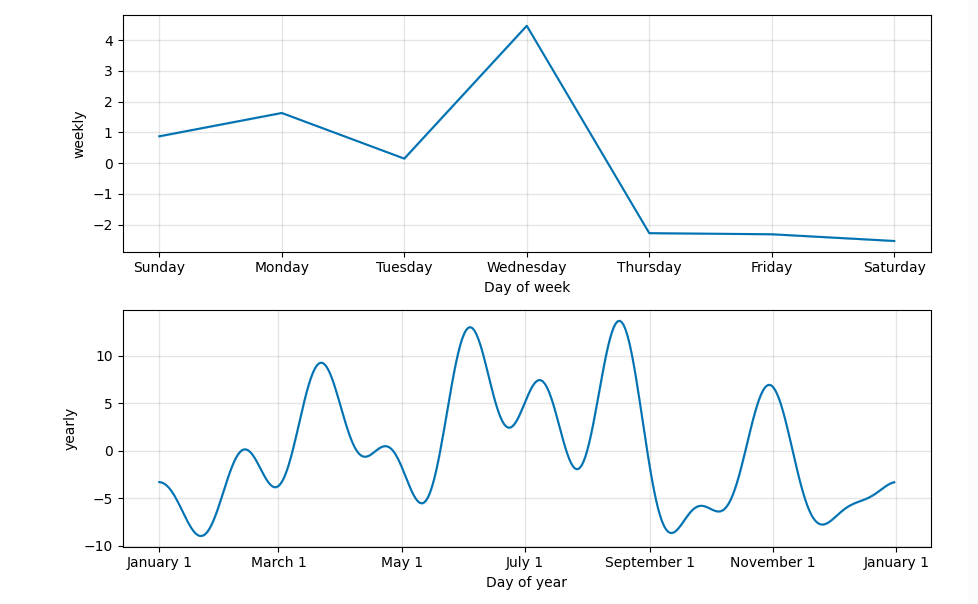 4
3
2
1
0
−1
−2
weekly
Sunday Monday Tuesday Wednesday Thursday Friday Saturday
Day of week
10
5
0
−5
−10
yearly
January 1 March 1 May 1 July 1 September 1 November 1 January 1
Day of year